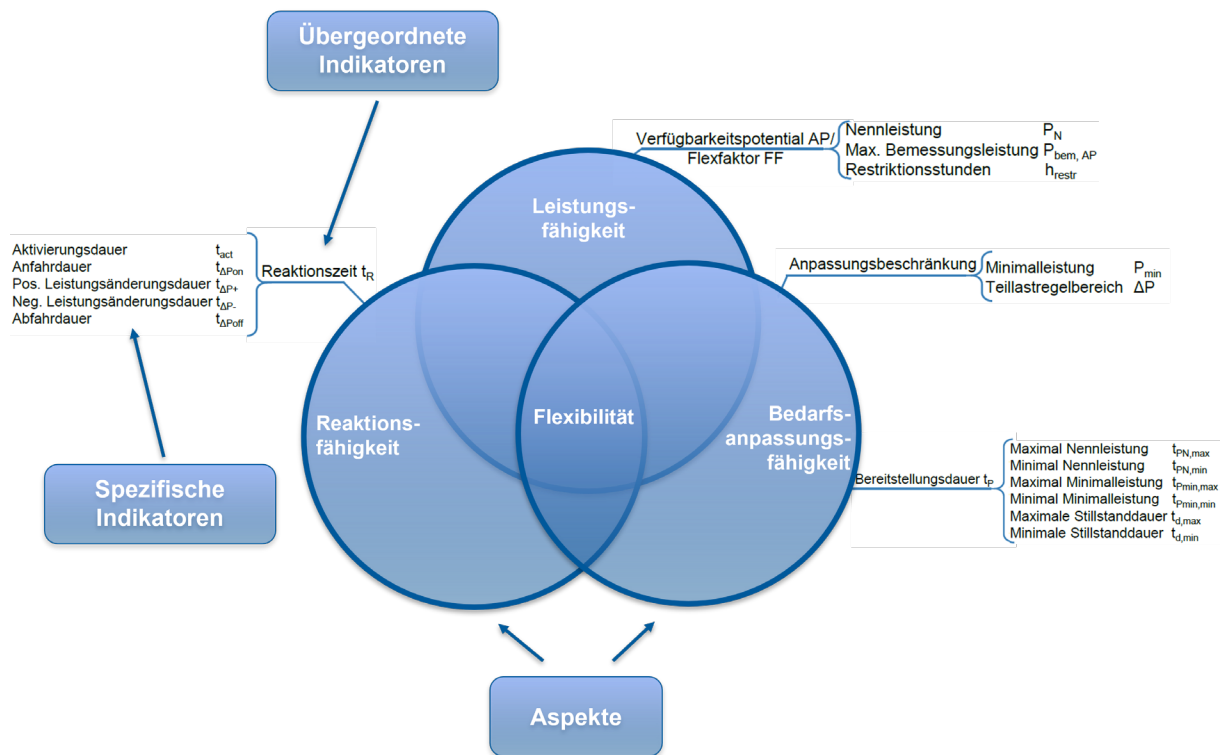 Übergeordnete
Indikatoren
Verfügbarkeitspotential AP/
Flexfaktor FF
Nennleistung P_N
Max. Bemessungsleistung P_bem, AP
Restriktionsstunden h_restr
Leistungs-
fähigkeit
Aktivierungsdauer t_act
Anfahrdauer t_ΔPon
Pos. Leistungsänderungsdauer t_ΔP+
Neg. Leistungsänderungsdauer t_ΔP-
Abfahrdauer t_ΔPoff
Reaktionszeit t_R
Anpassungsbeschränkung
Minimalleistung P_min
Teillastregelbereich ΔP
Reaktions-
fähigkeit
Flexibilität
Bedarfs-
anpassungs-
fähigkeit
Bereitstellungsdauer t_P
Maximal Nennleistung t_PN,max
Minimal Nennleistung t_PN,min
Maximal Minimalleistung t_Pmin,max
Minimal Minimalleistung t_Pmin,min
Maximale Stillstanddauer t_d,max
Minimale Stillstanddauer t_d,min
Spezifische
Indikatoren
Aspekte